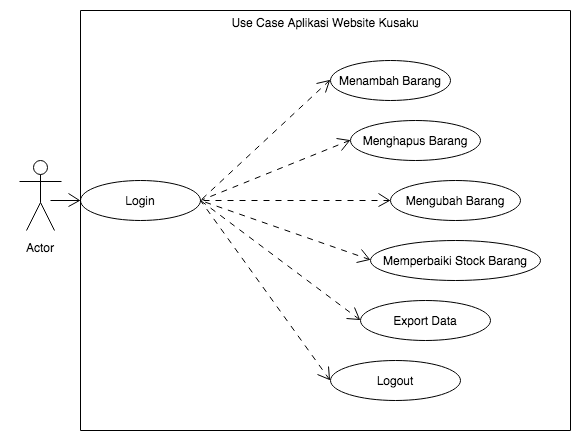 Use Case Aplikasi Website Kusaku
Menambah Barang
Menghapus Barang
Login
Mengubah Barang
Actor
Memperbaiki Stock Barang
Export Data
Logout